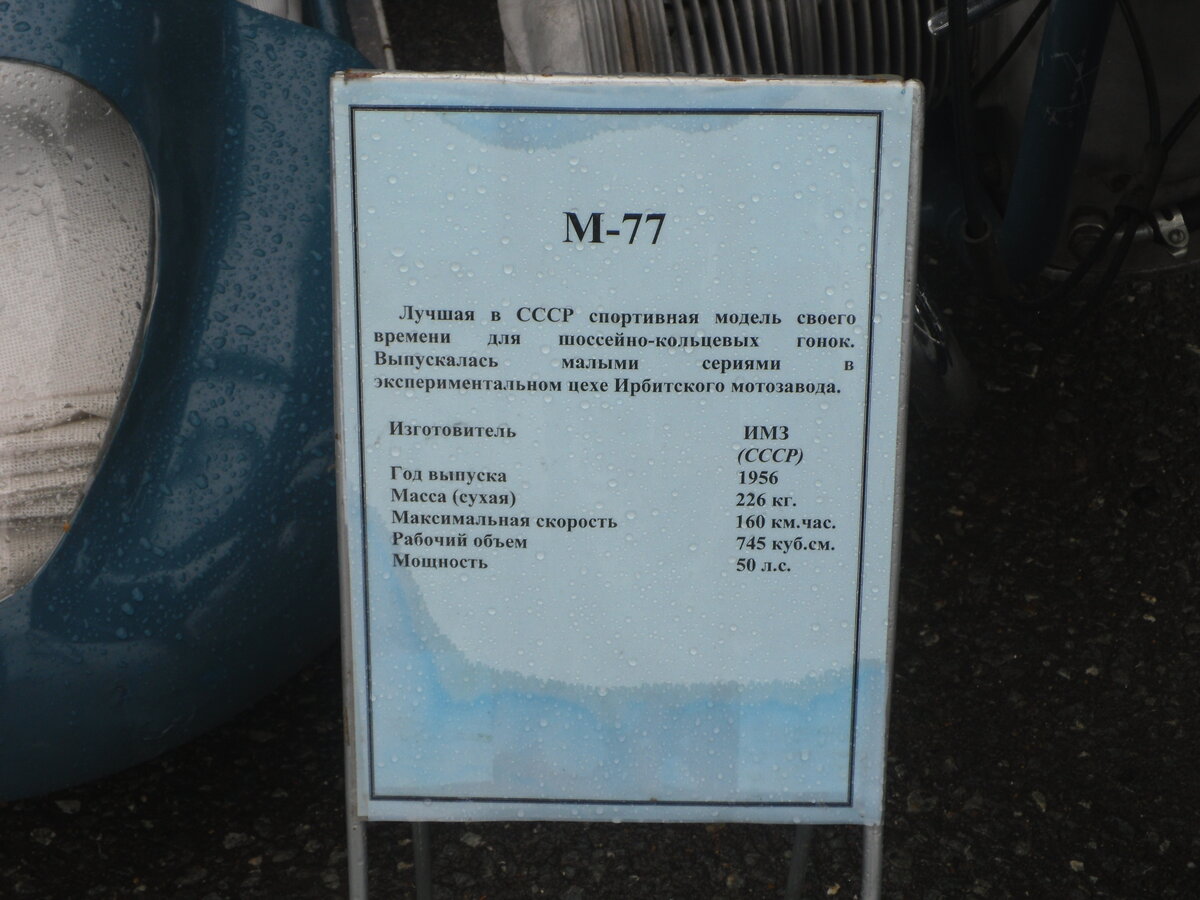 М-77
Лучшая в СССР спортивная модель своего
времени для шоссейно-кольцевых гонок.
Выпускалась малыми сериями в
экспериментальном цехе Ирбитского мотозавода.
Изготовитель ИМЗ
(СССР)
Год выпуска 1956
Масса (сухая) 226 кг.
Максимальная скорость 160 км.час.
Рабочий объем 745 куб.см.
Мощность 50 л.с.